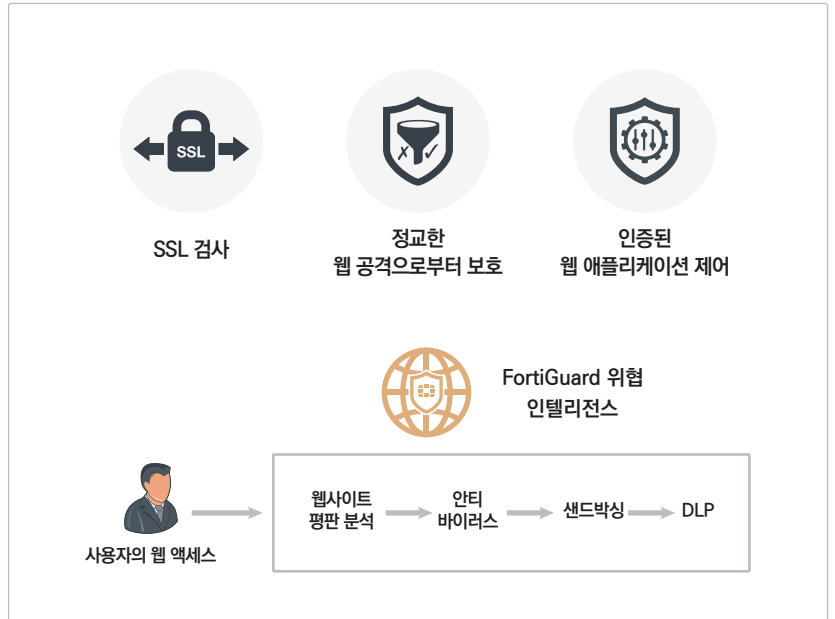 SSL
SSL 검사
정교한
웹 공격으로부터 보호
인증된
웹 애플리케이션 제어
FortiGuard 위협
인텔리전스
사용자의 웹 액세스
웹사이트
평판 분석
안티
바이러스
샌드박싱
DLP